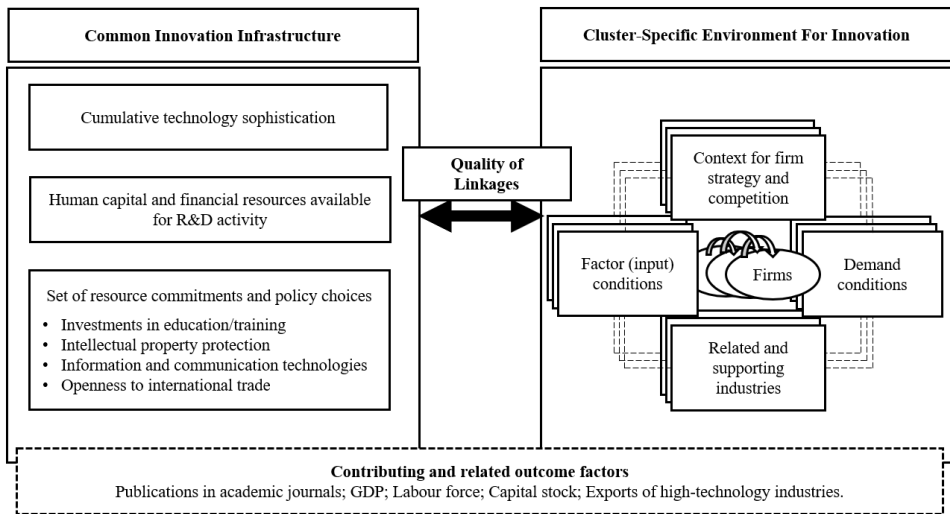 Common Innovation Infrastructure
Cumulative technology sophistication
Human capital and financial resources available
for R&D activity
Set of resource commitments and policy choices
• Investments in education/training
• Intellectual property protection
• Information and communication technologies
• Openness to international trade
Quality of
Linkages
Cluster-Specific Environment For Innovation
Context for firm
strategy and
competition
Factor (input)
conditions
Firms
Demand
conditions
Related and
supporting
industries
Contributing and related outcome factors
Publications in academic journals; GDP; Labour force; Capital stock; Exports of high-technology industries.